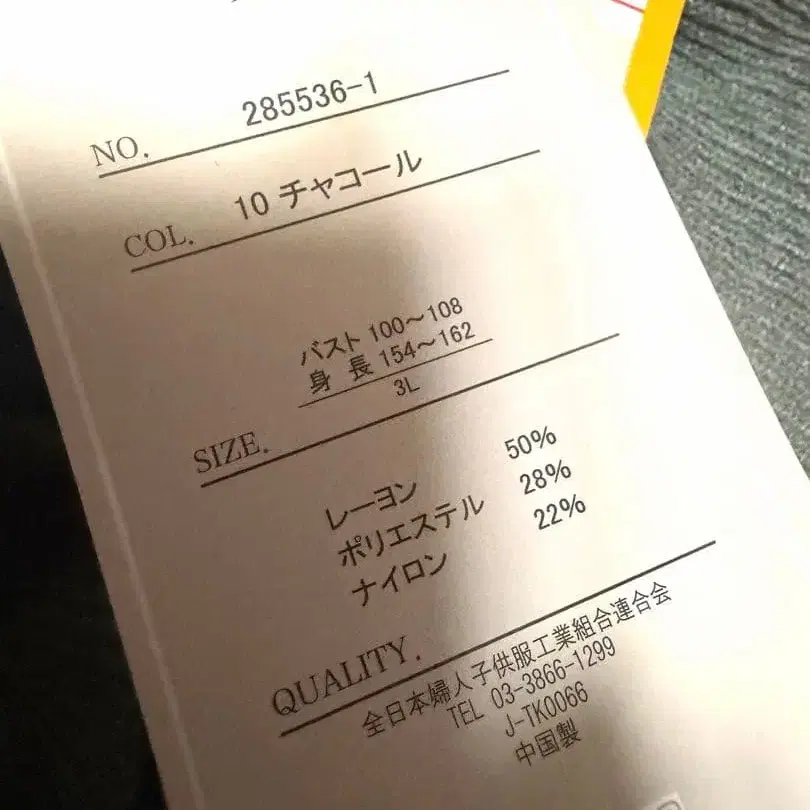 NO. 285536-1
COL. 10 チャコール
バスト 100～108
身 長 154～162
3L
SIZE.
レーヨン 50%
ポリエステル 28%
ナイロン 22%
QUALITY.
全日本婦人子供服工業組合連合会
TEL 03-3866-1299
J-TK0066
中国製